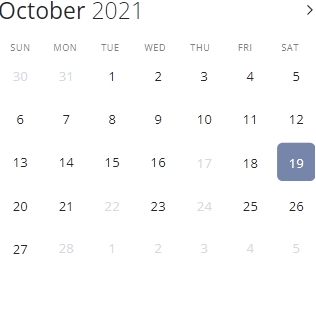 October 2021
SUN MON TUE WED THU FRI SAT
30 31 1 2 3 4 5
6 7 8 9 10 11 12
13 14 15 16 17 18 19
20 21 22 23 24 25 26
27 28 1 2 3 4 5